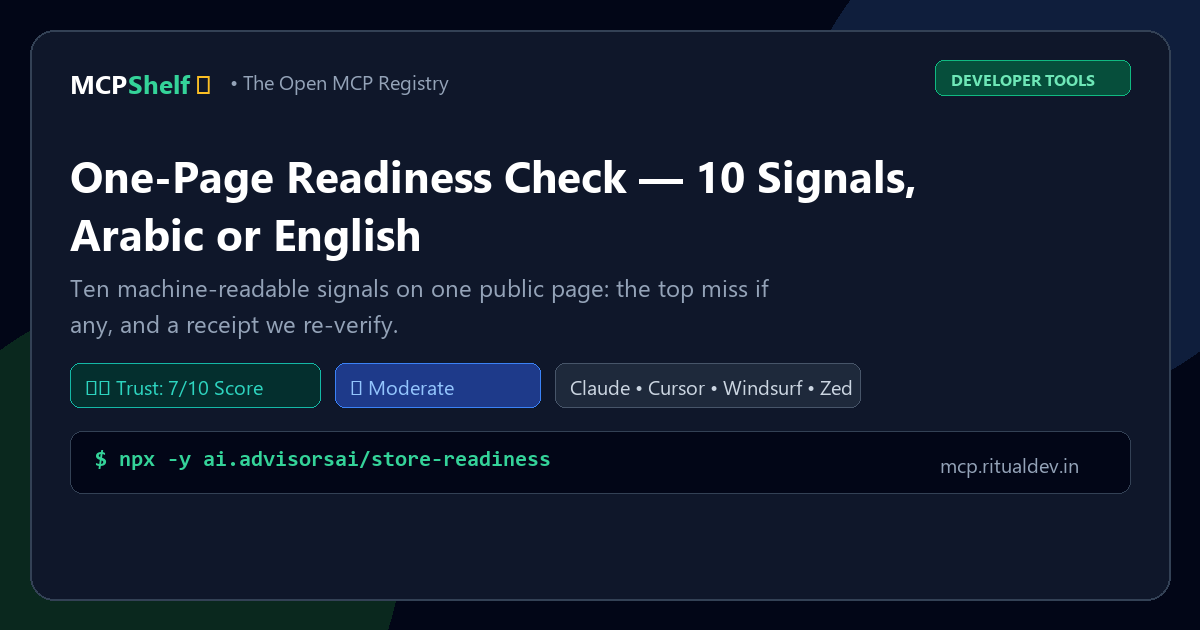 MCPShelf • The Open MCP Registry
DEVELOPER TOOLS
One-Page Readiness Check — 10 Signals,
Arabic or English
Ten machine-readable signals on one public page: the top miss if
any, and a receipt we re-verify.
Trust: 7/10 Score
Moderate
Claude • Cursor • Windsurf • Zed
$ npx -y ai.advisorsai/store-readiness
mcp.ritualdev.in